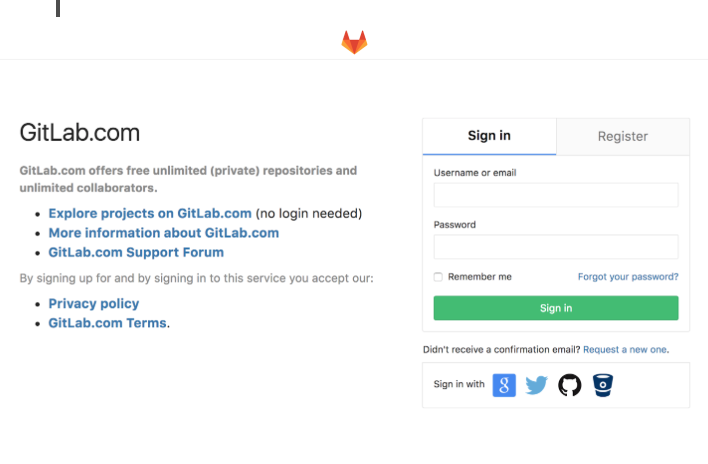 GitLab.com
GitLab.com offers free unlimited (private) repositories and
unlimited collaborators.
Explore projects on GitLab.com (no login needed)
More information about GitLab.com
GitLab.com Support Forum
By signing up for and by signing in to this service you accept our:
Privacy policy
GitLab.com Terms.
Sign in
Register
Username or email
Password
Remember me
Forgot your password?
Sign in
Didn't receive a confirmation email? Request a new one.
Sign in with